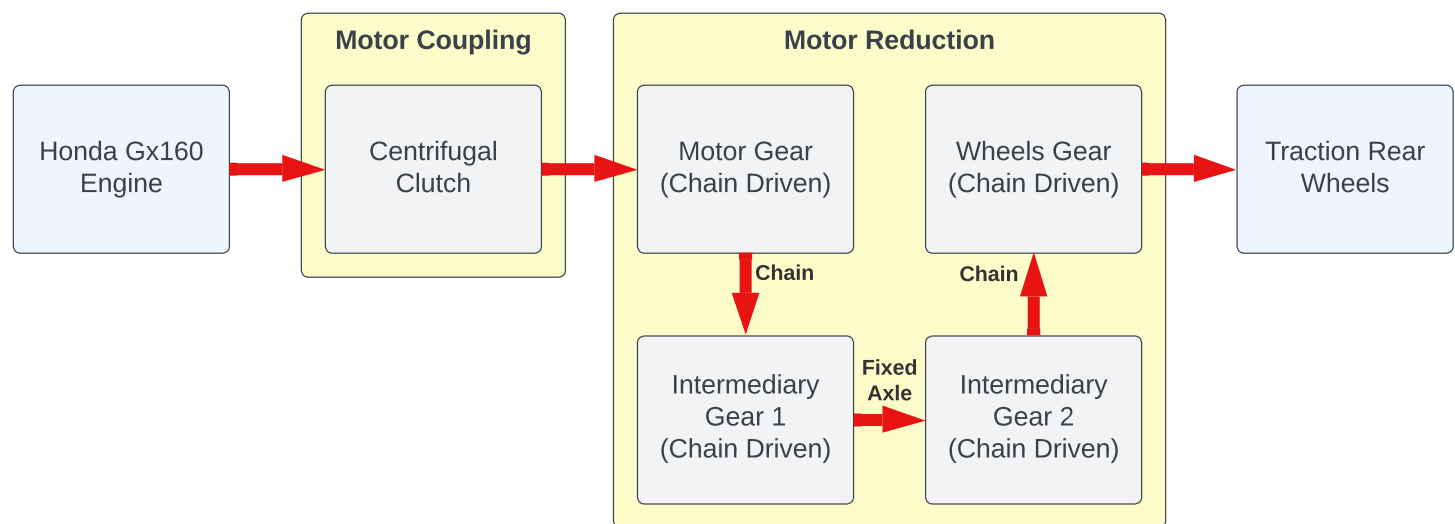 Motor Coupling
Motor Reduction
Honda Gx160
Engine
Centrifugal
Clutch
Motor Gear
(Chain Driven)
Wheels Gear
(Chain Driven)
Traction Rear
Wheels
Chain
Chain
Intermediary
Gear 1
(Chain Driven)
Fixed
Axle
Intermediary
Gear 2
(Chain Driven)